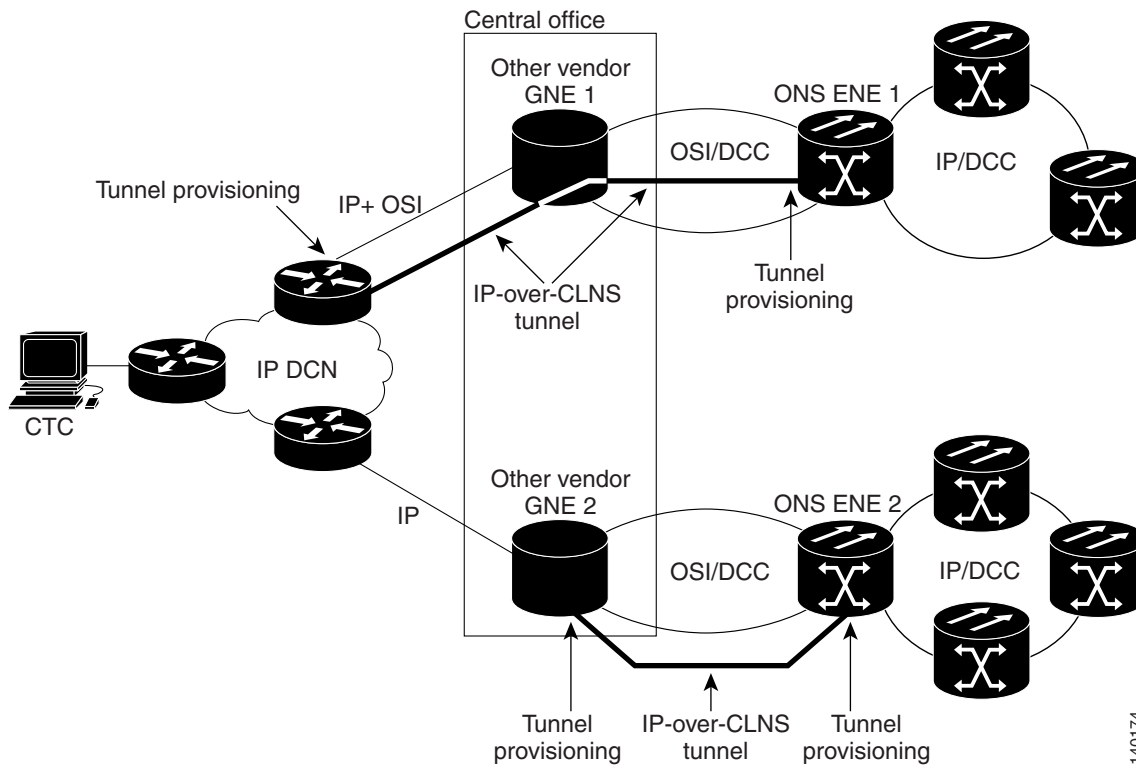 Central office
Other vendor
GNE 1
ONS ENE 1
OSI/DCC
IP/DCC
Tunnel provisioning
IP+ OSI
IP-over-CLNS
tunnel
Tunnel
provisioning
IP DCN
CTC
Other vendor
GNE 2
ONS ENE 2
IP
OSI/DCC
IP/DCC
Tunnel
provisioning
IP-over-CLNS
tunnel
Tunnel
provisioning
140174